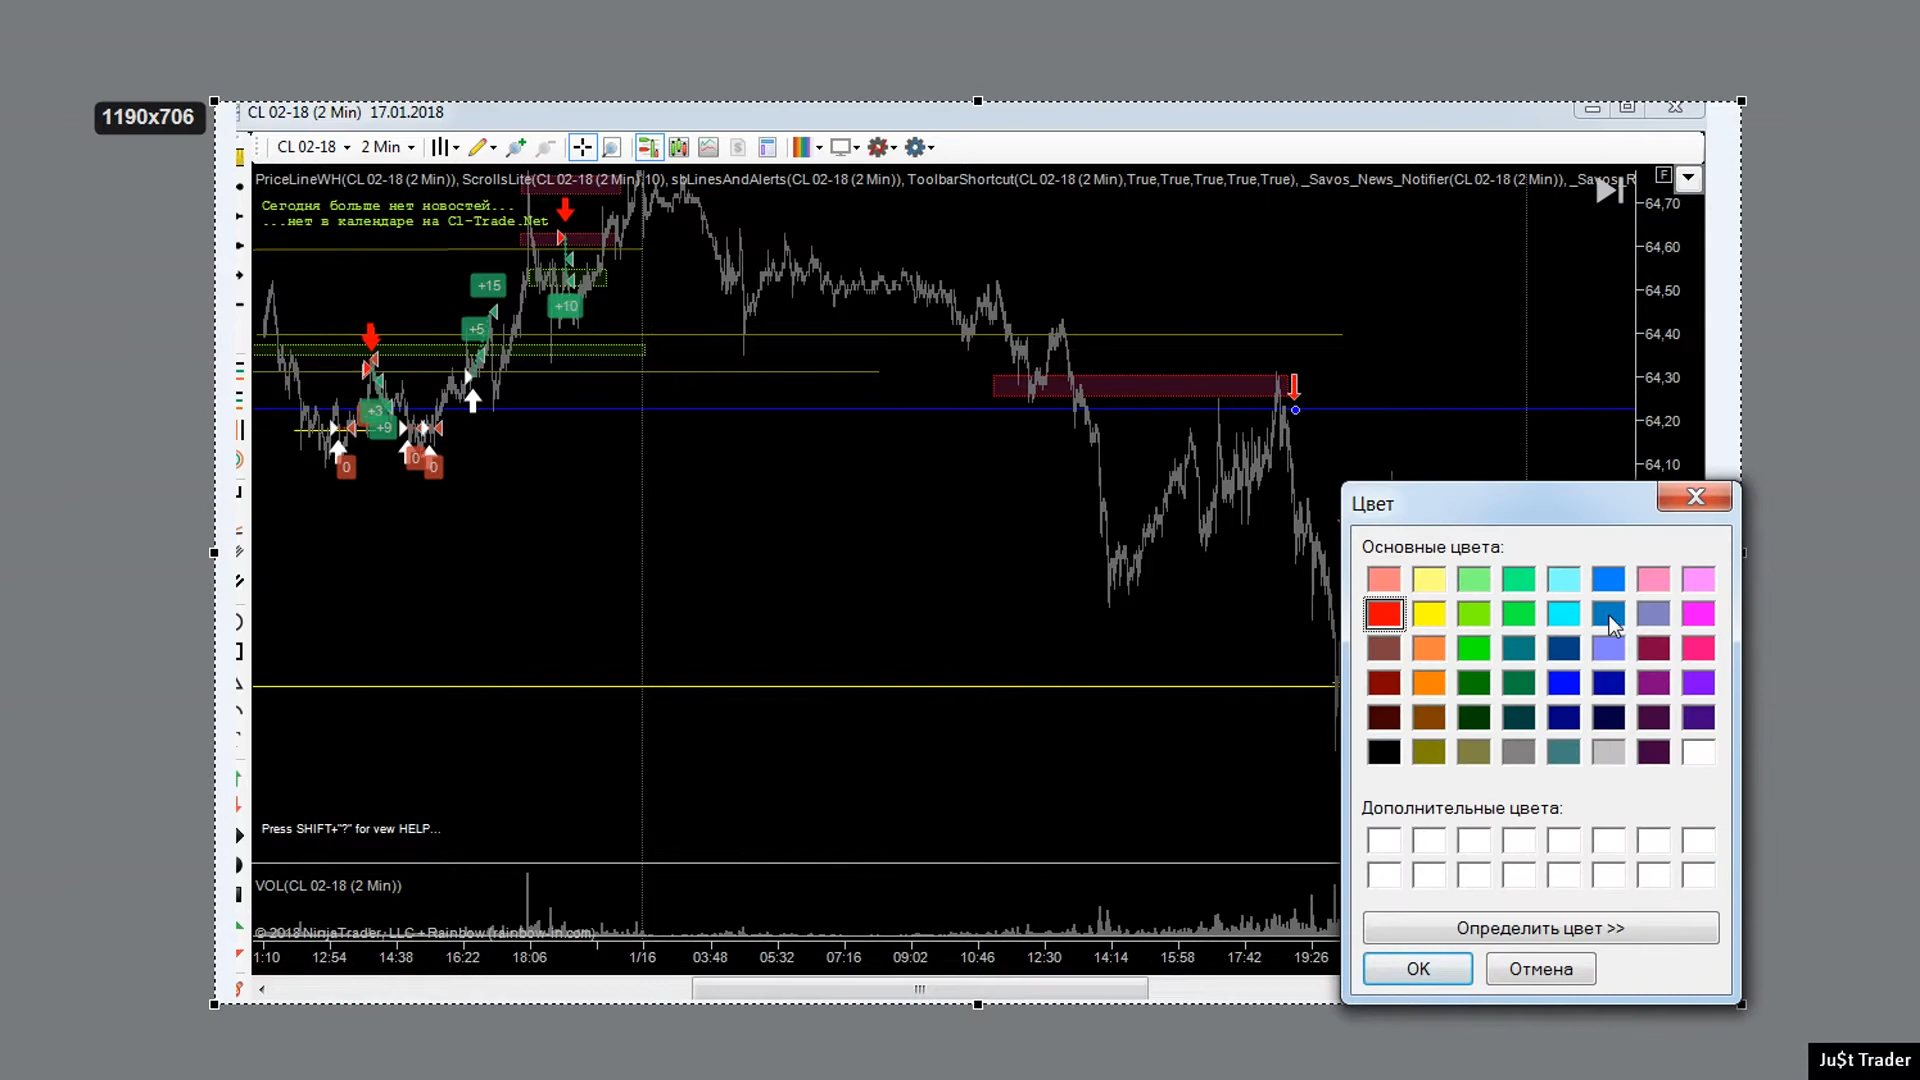 1190x706
CL 02-18 (2 Min)  17.01.2018
CL 02-18
2 Min
PriceLineWH(CL 02-18 (2 Min)), ScrollsLite(CL 02-18 (2 Min),10), sbLinesAndAlerts(CL 02-18 (2 Min)), ToolbarShortcut(CL 02-18 (2 Min),True,True,True,True,True), _Savos_News_Notifier(CL 02-18 (2 Min)), _Savos_R
F
Сегодня больше нет новостей...
...нет в календаре на Cl-Trade.Net
64,70
64,60
64,50
64,40
64,30
64,20
64,10
+15
+10
+5
+3
+9
0
0
0
Цвет
Основные цвета:
Дополнительные цвета:
Определить цвет >>
OK
Отмена
Press SHIFT+"?" for vew HELP...
VOL(CL 02-18 (2 Min))
© 2018 NinjaTrader, LLC + Rainbow (rainbow-in.com)
1:10 12:54 14:38 16:22 18:06 1/16 03:48 05:32 07:16 09:02 10:46 12:30 14:14 15:58 17:42 19:26
Ju$t Trader